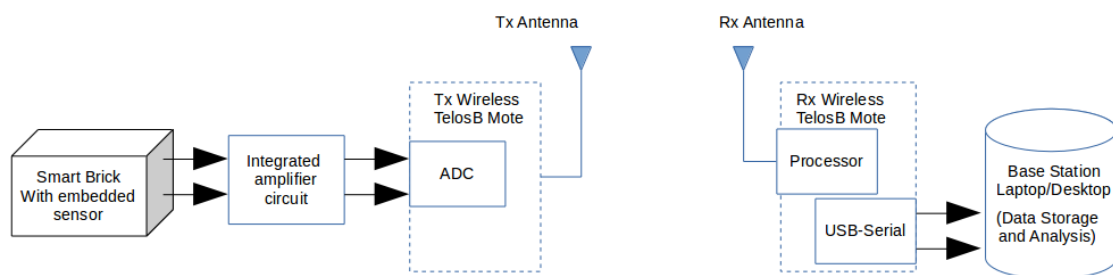 Tx Antenna
Rx Antenna
Smart Brick
With embedded
sensor
Integrated
amplifier
circuit
Tx Wireless
TelosB Mote
ADC
Rx Wireless
TelosB Mote
Processor
USB-Serial
Base Station
Laptop/Desktop
(Data Storage
and Analysis)